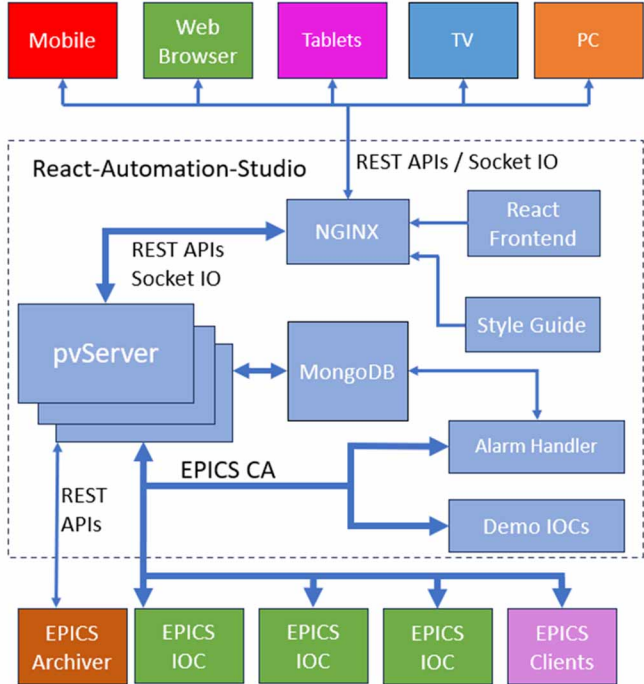 Mobile
Web
Browser
Tablets
TV
PC
REST APIs / Socket IO
React-Automation-Studio
NGINX
React
Frontend
REST APIs
Socket IO
Style Guide
pvServer
MongoDB
Alarm Handler
EPICS CA
REST
APIs
Demo IOCs
EPICS
Archiver
EPICS
IOC
EPICS
IOC
EPICS
IOC
EPICS
Clients